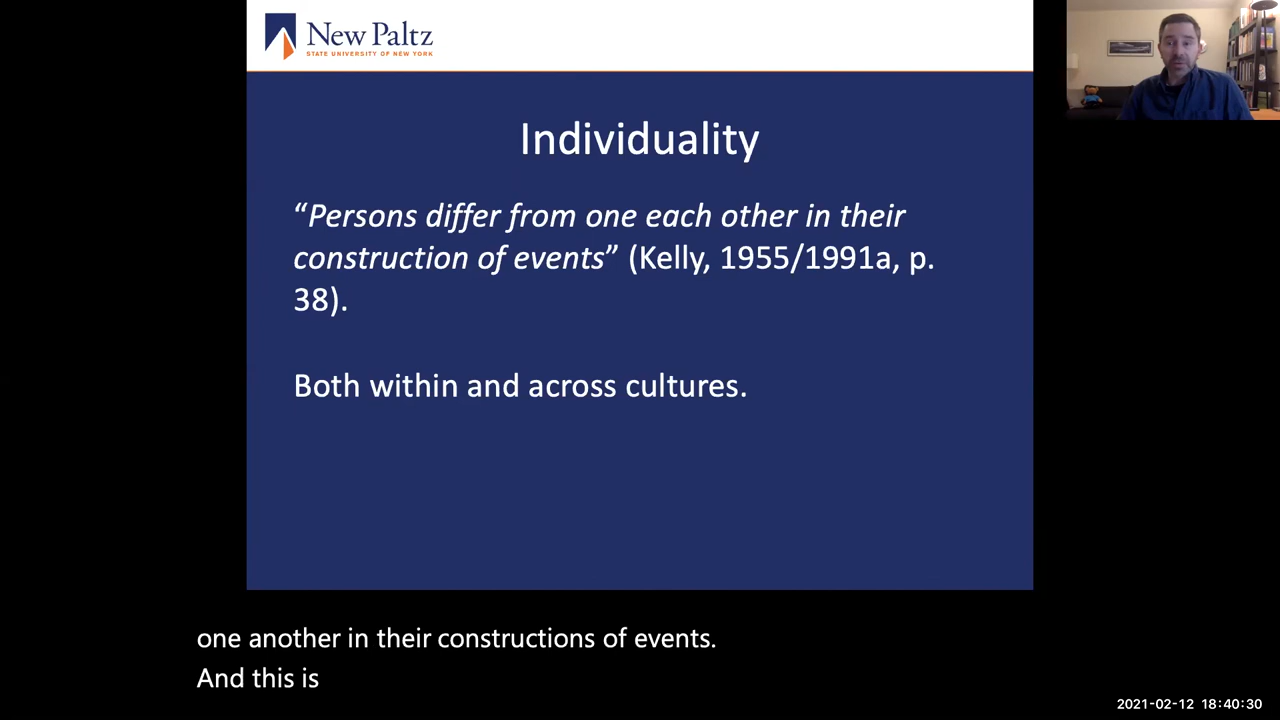 New Paltz
STATE UNIVERSITY OF NEW YORK
Individuality
“Persons differ from one each other in their
construction of events” (Kelly, 1955/1991a, p.
38).
Both within and across cultures.
one another in their constructions of events.
And this is
2021-02-12 18:40:30